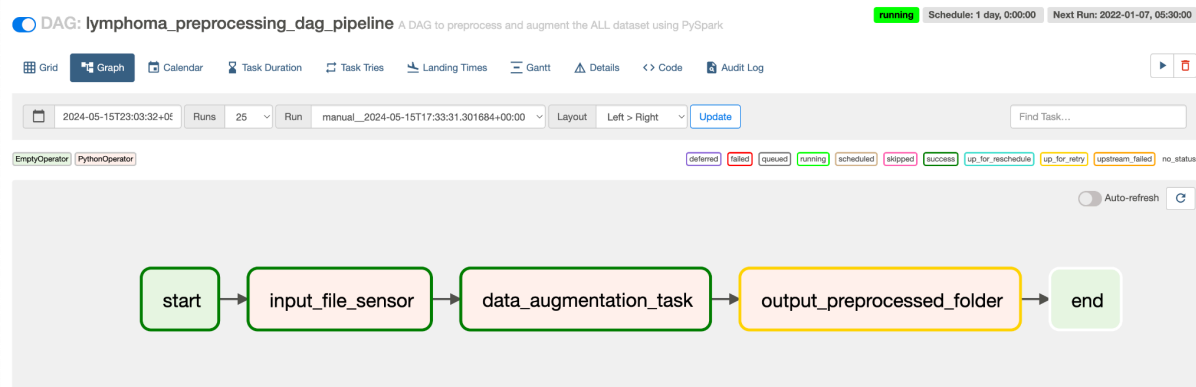 DAG: lymphoma_preprocessing_dag_pipeline A DAG to preprocess and augment the ALL dataset using PySpark
running Schedule: 1 day, 0:00:00 Next Run: 2022-01-07, 05:30:00
Grid Graph Calendar Task Duration Task Tries Landing Times Gantt Details <> Code Audit Log
2024-05-15T23:03:32+05 Runs 25 Run manual__2024-05-15T17:33:31.301684+00:00 Layout Left > Right Update Find Task...
EmptyOperator PythonOperator deferred failed queued running scheduled skipped success up_for_reschedule up_for_retry upstream_failed no_status
Auto-refresh
start input_file_sensor data_augmentation_task output_preprocessed_folder end